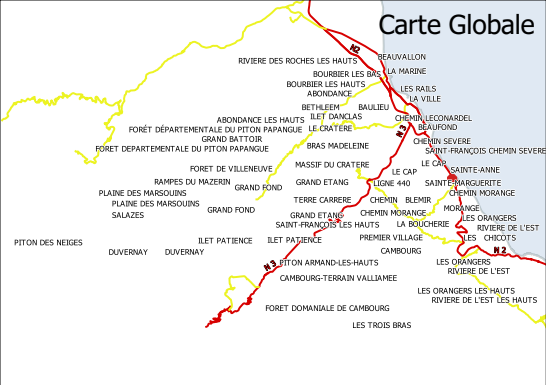 Carte Globale
N2
BEAUVALLON
RIVIERE DES ROCHES LES HAUTS
LA MARINE
BOURBIER LES BAS
BOURBIER LES HAUTS
LES RAILS
ABONDANCE
LA VILLE
BETHLEEM
BAULIEU
ILET DANCLAS
CHEMIN LECONARDEL
ABONDANCE LES HAUTS
BEAUFOND
FORÊT DÉPARTEMENTALE DU PITON PAPANGUE
LE CRATERE
N 3
GRAND BATTOIR
CHEMIN SEVERE
FORET DEPARTEMENTALE DU PITON PAPANGUE
BRAS MADELEINE
SAINT-FRANÇOIS CHEMIN SEVERE
MASSIF DU CRATERE
LE CAP
FORET DE VILLENEUVE
LE CAP
SAINTE-ANNE
RAMPES DU MAZERIN
GRAND ETANG
LIGNE 440
SAINTE-MARGUERITE
GRAND FOND
PLAINE DES MARSOUINS
CHEMIN MORANGE
TERRE CARRERE
CHEMIN BLEMIR
PLAINE DES MARSOUINS
GRAND FOND
MORANGE
SALAZES
GRAND ETANG
CHEMIN MORANGE
LES ORANGERS
SAINT-FRANÇOIS LES HAUTS
LA BOUCHERIE
RIVIERE DE L'EST
PITON DES NEIGES
ILET PATIENCE
ILET PATIENCE
PREMIER VILLAGE
LES CHICOTS
DUVERNAY
DUVERNAY
CAMBOURG
N 2
N 3
PITON ARMAND-LES-HAUTS
LES ORANGERS
RIVIERE DE L'EST
CAMBOURG-TERRAIN VALLIAMEE
LES ORANGERS LES HAUTS
RIVIERE DE L'EST LES HAUTS
FORET DOMANIALE DE CAMBOURG
LES TROIS BRAS